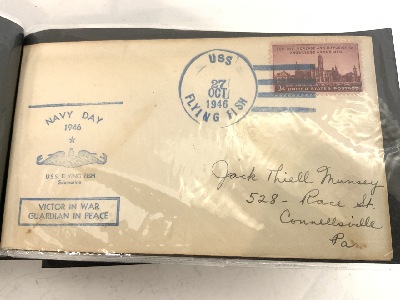 USS
27
OCT
1946
FLYING FISH
3¢ UNITED STATES POSTAGE
NAVY DAY
1946
U.S.S. FLYING FISH
Submarine
VICTOR IN WAR
GUARDIAN IN PEACE
Jack Thiell Munsey
528 - Race St.
Connellsville
Pa.